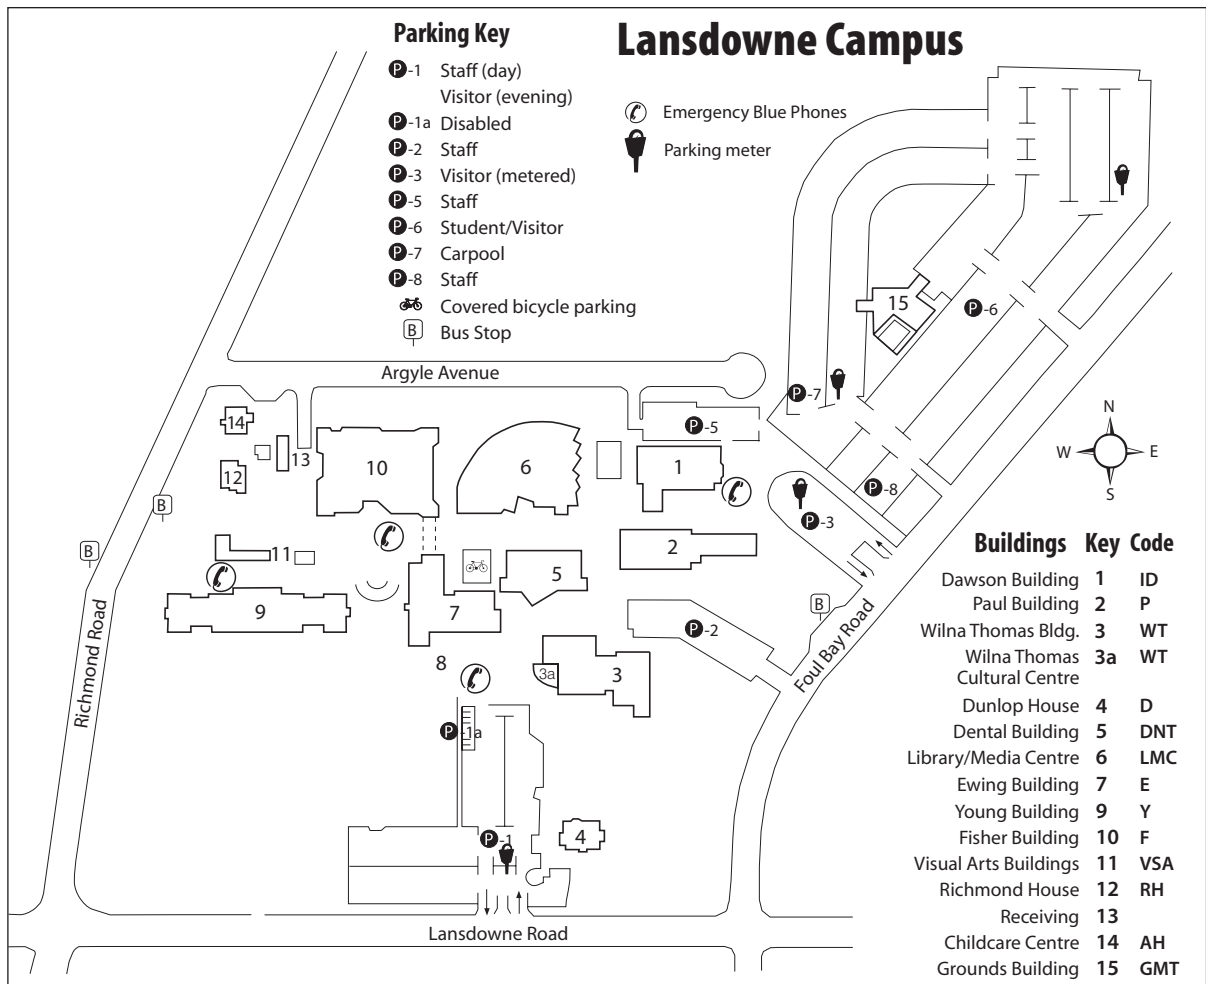 Lansdowne Campus
Parking Key
P-1 Staff (day)
Visitor (evening)
P-1a Disabled
P-2 Staff
P-3 Visitor (metered)
P-5 Staff
P-6 Student/Visitor
P-7 Carpool
P-8 Staff
Covered bicycle parking
B Bus Stop
Emergency Blue Phones
Parking meter
15
P-6
Argyle Avenue
P-7
14
P-5
N
W E
S
13
10
6
1
12
P-8
B
P-3
B
11
2
5
9
7
B
P-2
8
3a
3
Richmond Road
Foul Bay Road
P-1a
P-1
4
Lansdowne Road
Buildings Key Code
Dawson Building 1 ID
Paul Building 2 P
Wilna Thomas Bldg. 3 WT
Wilna Thomas 3a WT
Cultural Centre
Dunlop House 4 D
Dental Building 5 DNT
Library/Media Centre 6 LMC
Ewing Building 7 E
Young Building 9 Y
Fisher Building 10 F
Visual Arts Buildings 11 VSA
Richmond House 12 RH
Receiving 13
Childcare Centre 14 AH
Grounds Building 15 GMT